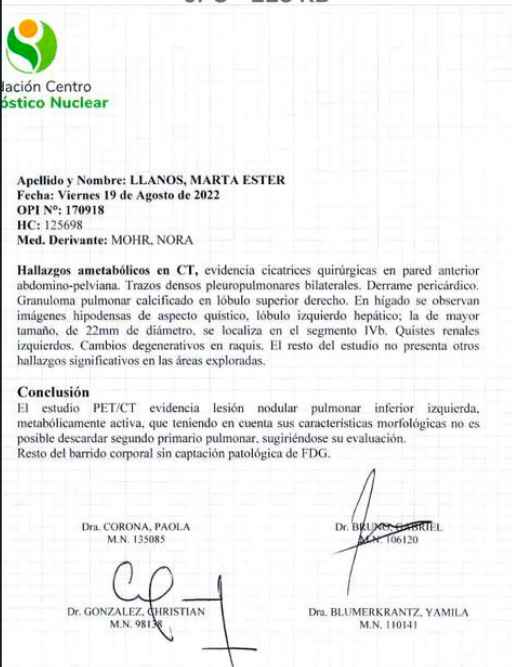 lación Centro
óstico Nuclear
Apellido y Nombre: LLANOS, MARTA ESTER
Fecha: Viernes 19 de Agosto de 2022
OPI Nº: 170918
HC: 125698
Med. Derivante: MOHR, NORA
Hallazgos ametabólicos en CT, evidencia cicatrices quirúrgicas en pared anterior
abdomino-pelviana. Trazos densos pleuropulmonares bilaterales. Derrame pericárdico.
Granuloma pulmonar calcificado en lóbulo superior derecho. En hígado se observan
imágenes hipodensas de aspecto quístico, lóbulo izquierdo hepático; la de mayor
tamaño, de 22mm de diámetro, se localiza en el segmento IVb. Quistes renales
izquierdos. Cambios degenerativos en raquis. El resto del estudio no presenta otros
hallazgos significativos en las áreas exploradas.
Conclusión
El estudio PET/CT evidencia lesión nodular pulmonar inferior izquierda,
metabólicamente activa, que teniendo en cuenta sus características morfológicas no es
posible descartar segundo primario pulmonar, sugiriéndose su evaluación.
Resto del barrido corporal sin captación patológica de FDG.
Dra. CORONA, PAOLA
M.N. 135085
Dr. BRUNO, GABRIEL
M.N. 106120
Dr. GONZALEZ, CHRISTIAN
M.N. 98138
Dra. BLUMERKRANTZ, YAMILA
M.N. 110141